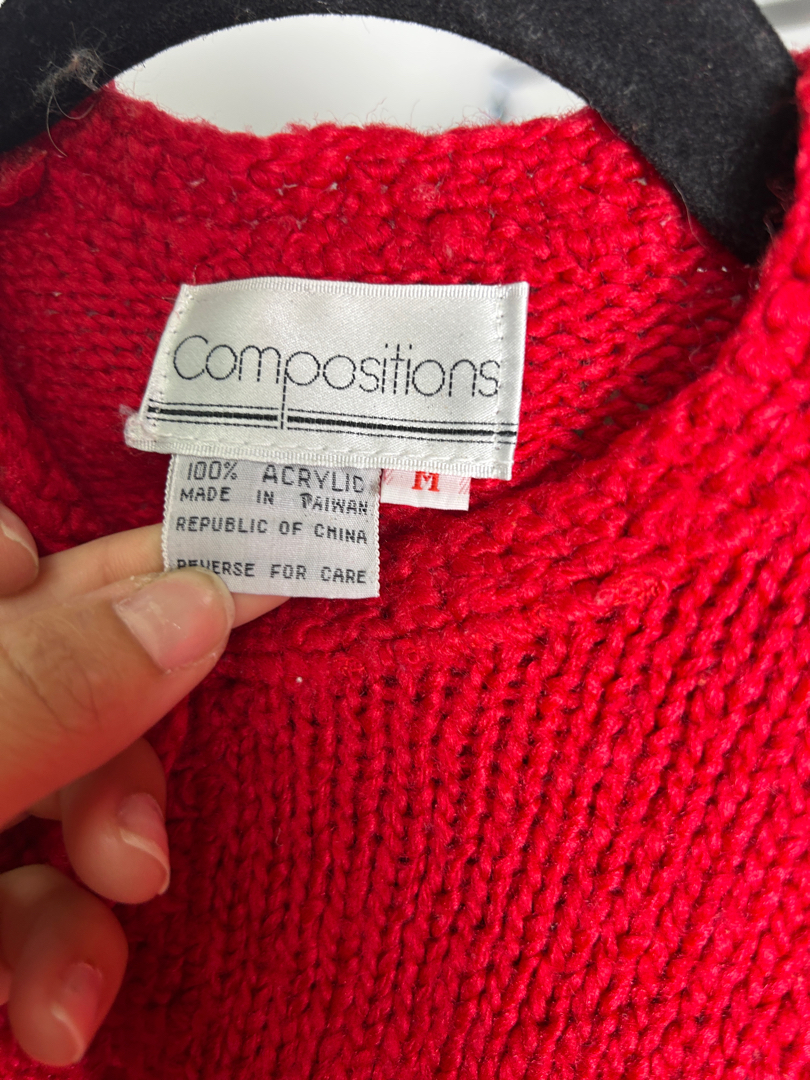 Compositions
100% ACRYLIC
M
MADE IN TAIWAN
REPUBLIC OF CHINA
REVERSE FOR CARE